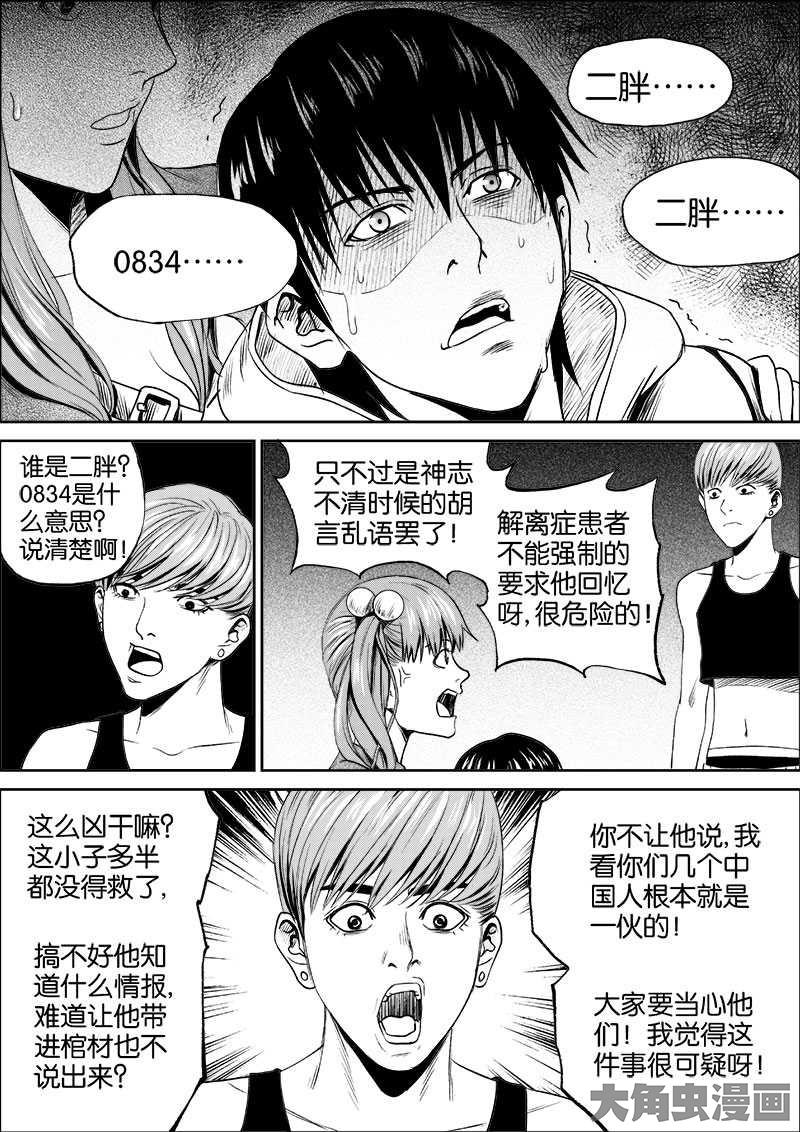 二胖……
二胖……
0834……
谁是二胖?
0834是什
么意思?
说清楚啊!
只不过是神志
不清时候的胡
言乱语罢了!
解离症患者
不能强制的
要求他回忆
呀,很危险的!
这么凶干嘛?
这小子多半
都没得救了,
搞不好他知
道什么情报,
难道让他带
进棺材也不
说出来?
你不让他说,我
看你们几个中
国人根本就是
一伙的!
大家要当心他
们!我觉得这
件事很可疑呀!
大角虫漫画